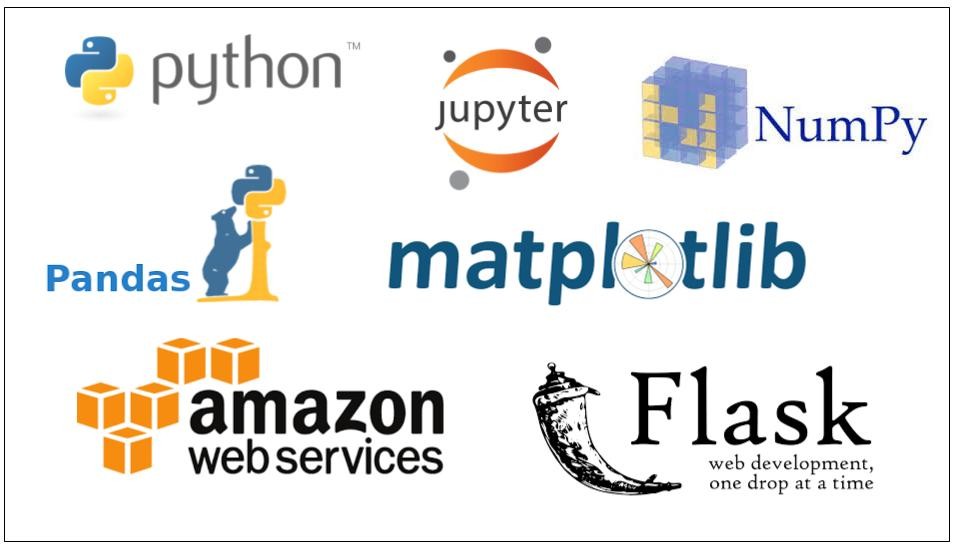 python™
jupyter
NumPy
Pandas
matplotlib
amazon
web services
Flask
web development,
one drop at a time